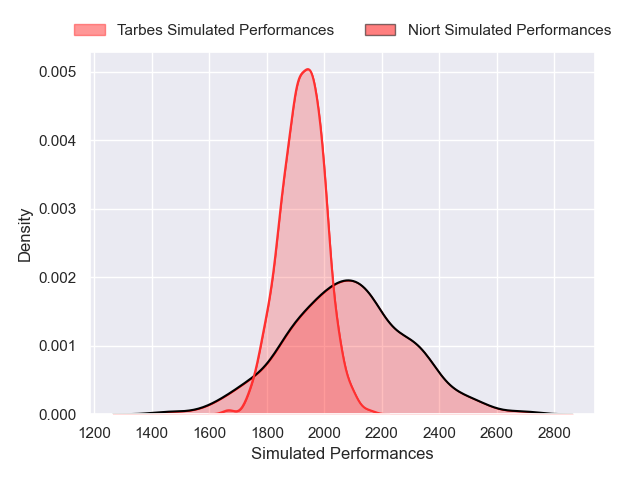 Tarbes Simulated Performances
Niort Simulated Performances
0.005
0.004
0.003
0.002
0.001
0.000
Density
1200 1400 1600 1800 2000 2200 2400 2600 2800
Simulated Performances